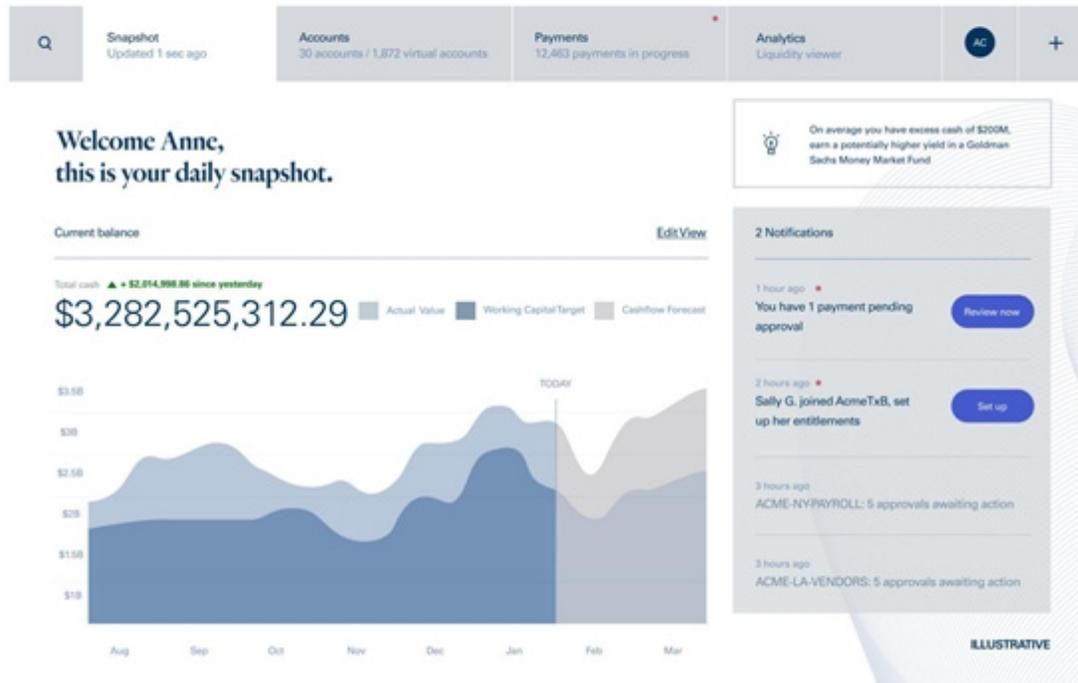 Snapshot
Updated 1 sec ago
Accounts
30 accounts / 1,872 virtual accounts
Payments
12,463 payments in progress
Analytics
Liquidity viewer
AC
+
Welcome Anne,
this is your daily snapshot.
On average you have excess cash of $200M,
earn a potentially higher yield in a Goldman
Sachs Money Market Fund
Current balance
Edit View
Total cash ▲ + $2,014,998.86 since yesterday
$3,282,525,312.29
Actual Value
Working Capital Target
Cashflow Forecast
TODAY
$3.5B
$3B
$2.5B
$2B
$1.5B
$1B
Aug Sep Oct Nov Dec Jan Feb Mar
2 Notifications
1 hour ago
You have 1 payment pending
approval
Review now
2 hours ago
Sally G. joined AcmeTxB, set
up her entitlements
Set up
3 hours ago
ACME-NY-PAYROLL: 5 approvals awaiting action
3 hours ago
ACME-LA-VENDORS: 5 approvals awaiting action
ILLUSTRATIVE